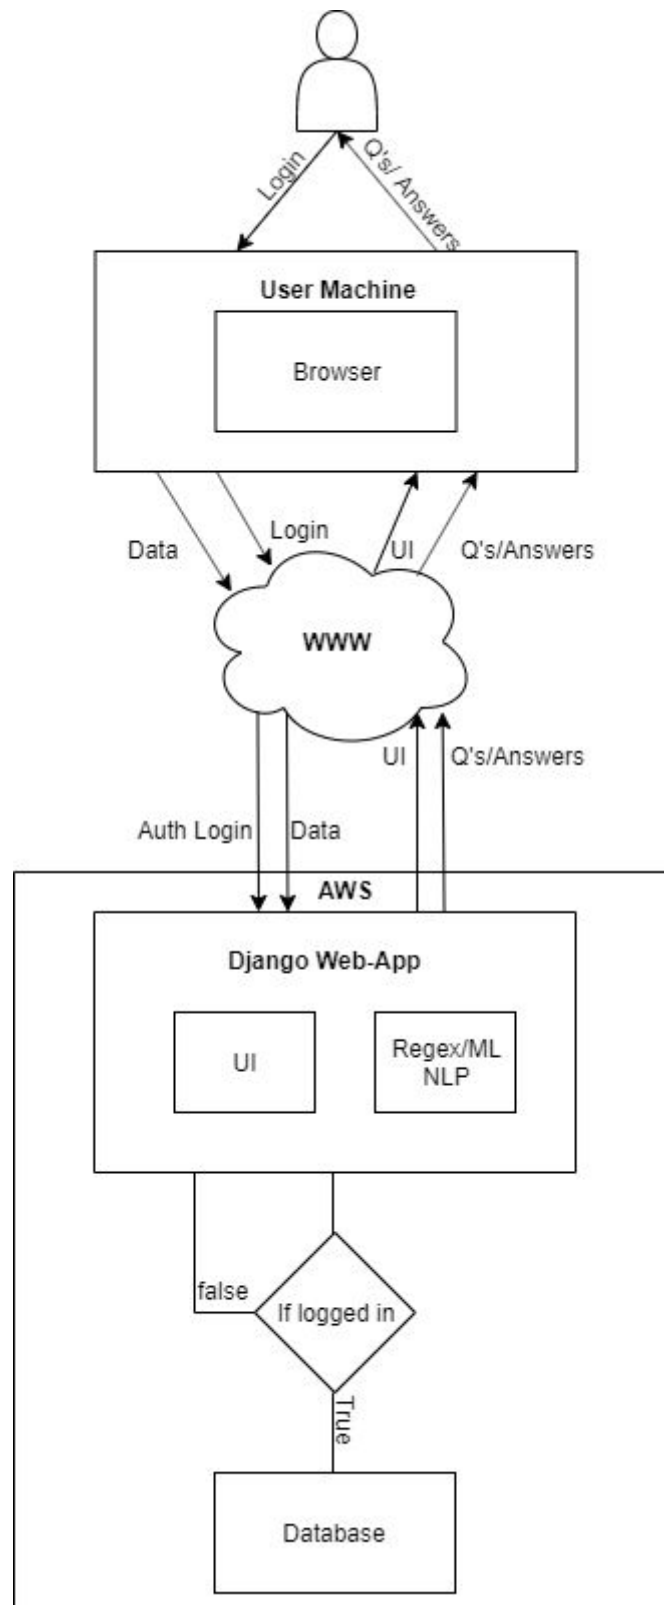 Login
Q's/ Answers
User Machine
Browser
Data
Login
UI
Q's/Answers
WWW
UI
Q's/Answers
Auth Login
Data
AWS
Django Web-App
UI
Regex/ML
NLP
false
If logged in
True
Database